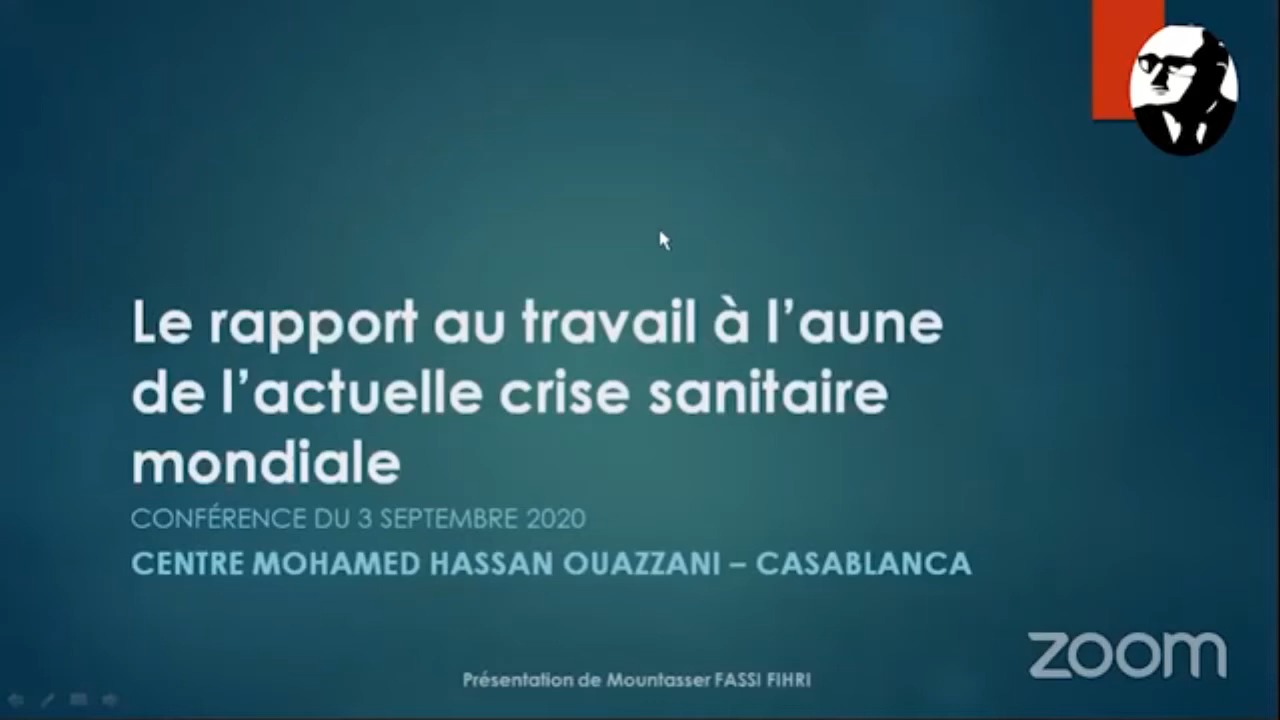 Le rapport au travail à l’aune
de l’actuelle crise sanitaire
mondiale
CONFÉRENCE DU 3 SEPTEMBRE 2020
CENTRE MOHAMED HASSAN OUAZZANI – CASABLANCA
zoom
Présentation de Mountasser FASSI FIHRI